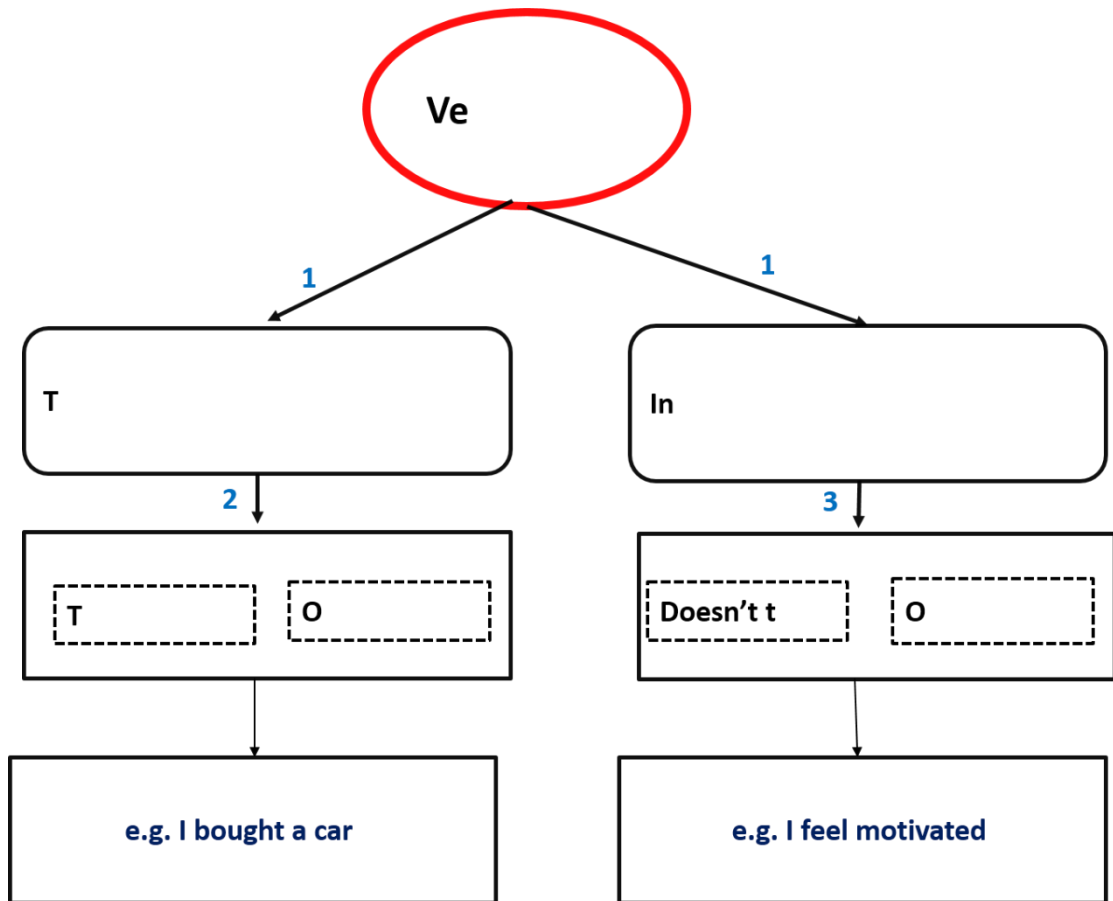 Ve
1
1
T
In
2
3
T
O
Doesn't t
O
e.g. I bought a car
e.g. I feel motivated